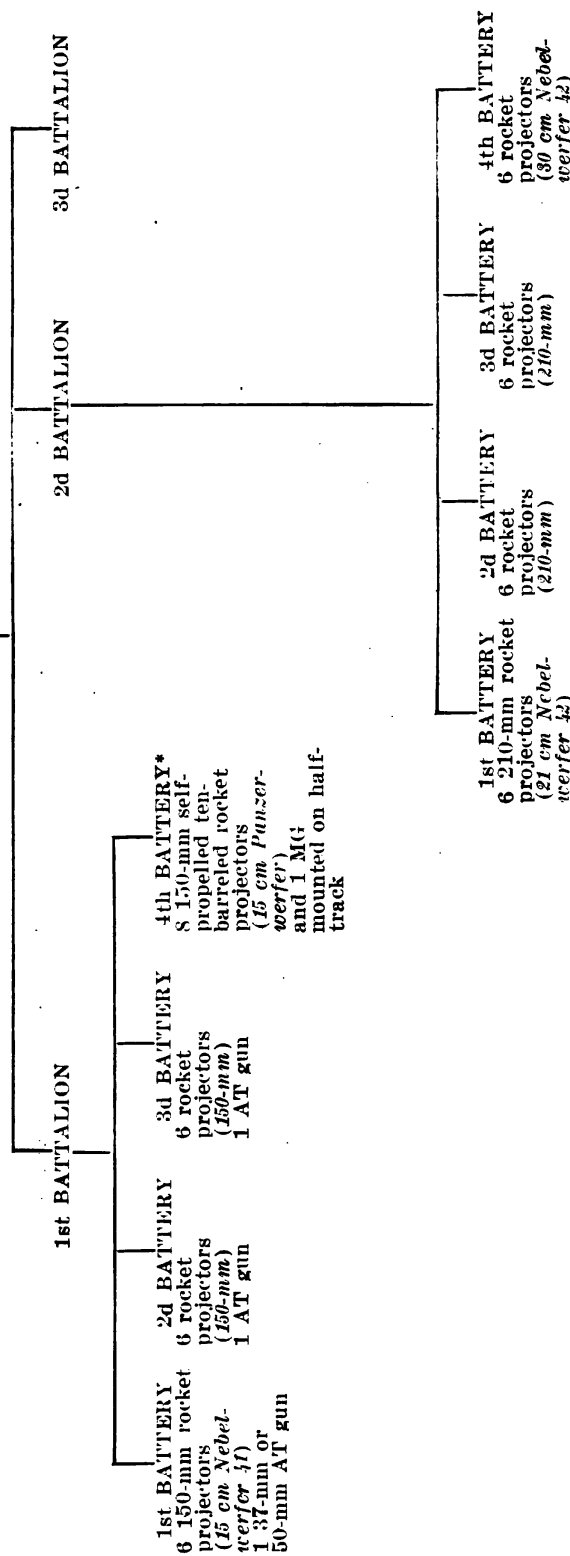 1st BATTALION
2d BATTALION
3d BATTALION
1st BATTERY
6 150-mm rocket
projectors
(15 cm Nebel-
werfer 41)
1 37-mm or
50-mm AT gun
2d BATTERY
6 rocket
projectors
(150-mm)
1 AT gun
3d BATTERY
6 rocket
projectors
(150-mm)
1 AT gun
4th BATTERY*
8 150-mm self-
propelled ten-
barreled rocket
projectors
(15 cm Panzer-
werfer)
and 1 MG
mounted on half-
track
1st BATTERY
6 210-mm rocket
projectors
(21 cm Nebel-
werfer 42)
2d BATTERY
6 rocket
projectors
(210-mm)
3d BATTERY
6 rocket
projectors
(210-mm)
4th BATTERY
6 rocket
projectors
(30 cm Nebel-
werfer 42)